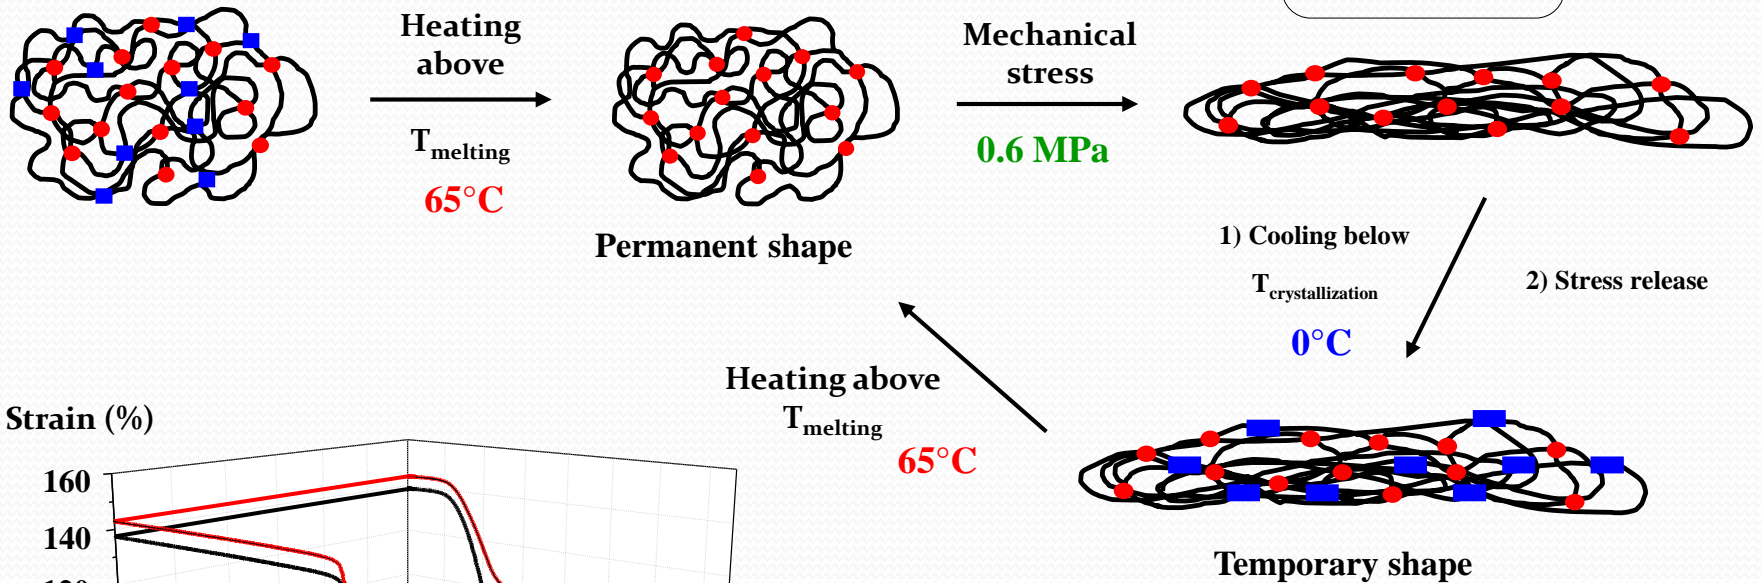 Heating
above
T melting
65°C
Permanent shape
Mechanical
stress
0.6 MPa
1) Cooling below
T crystallization
0°C
2) Stress release
Heating above
T melting
65°C
Temporary shape
Strain (%)
160
140